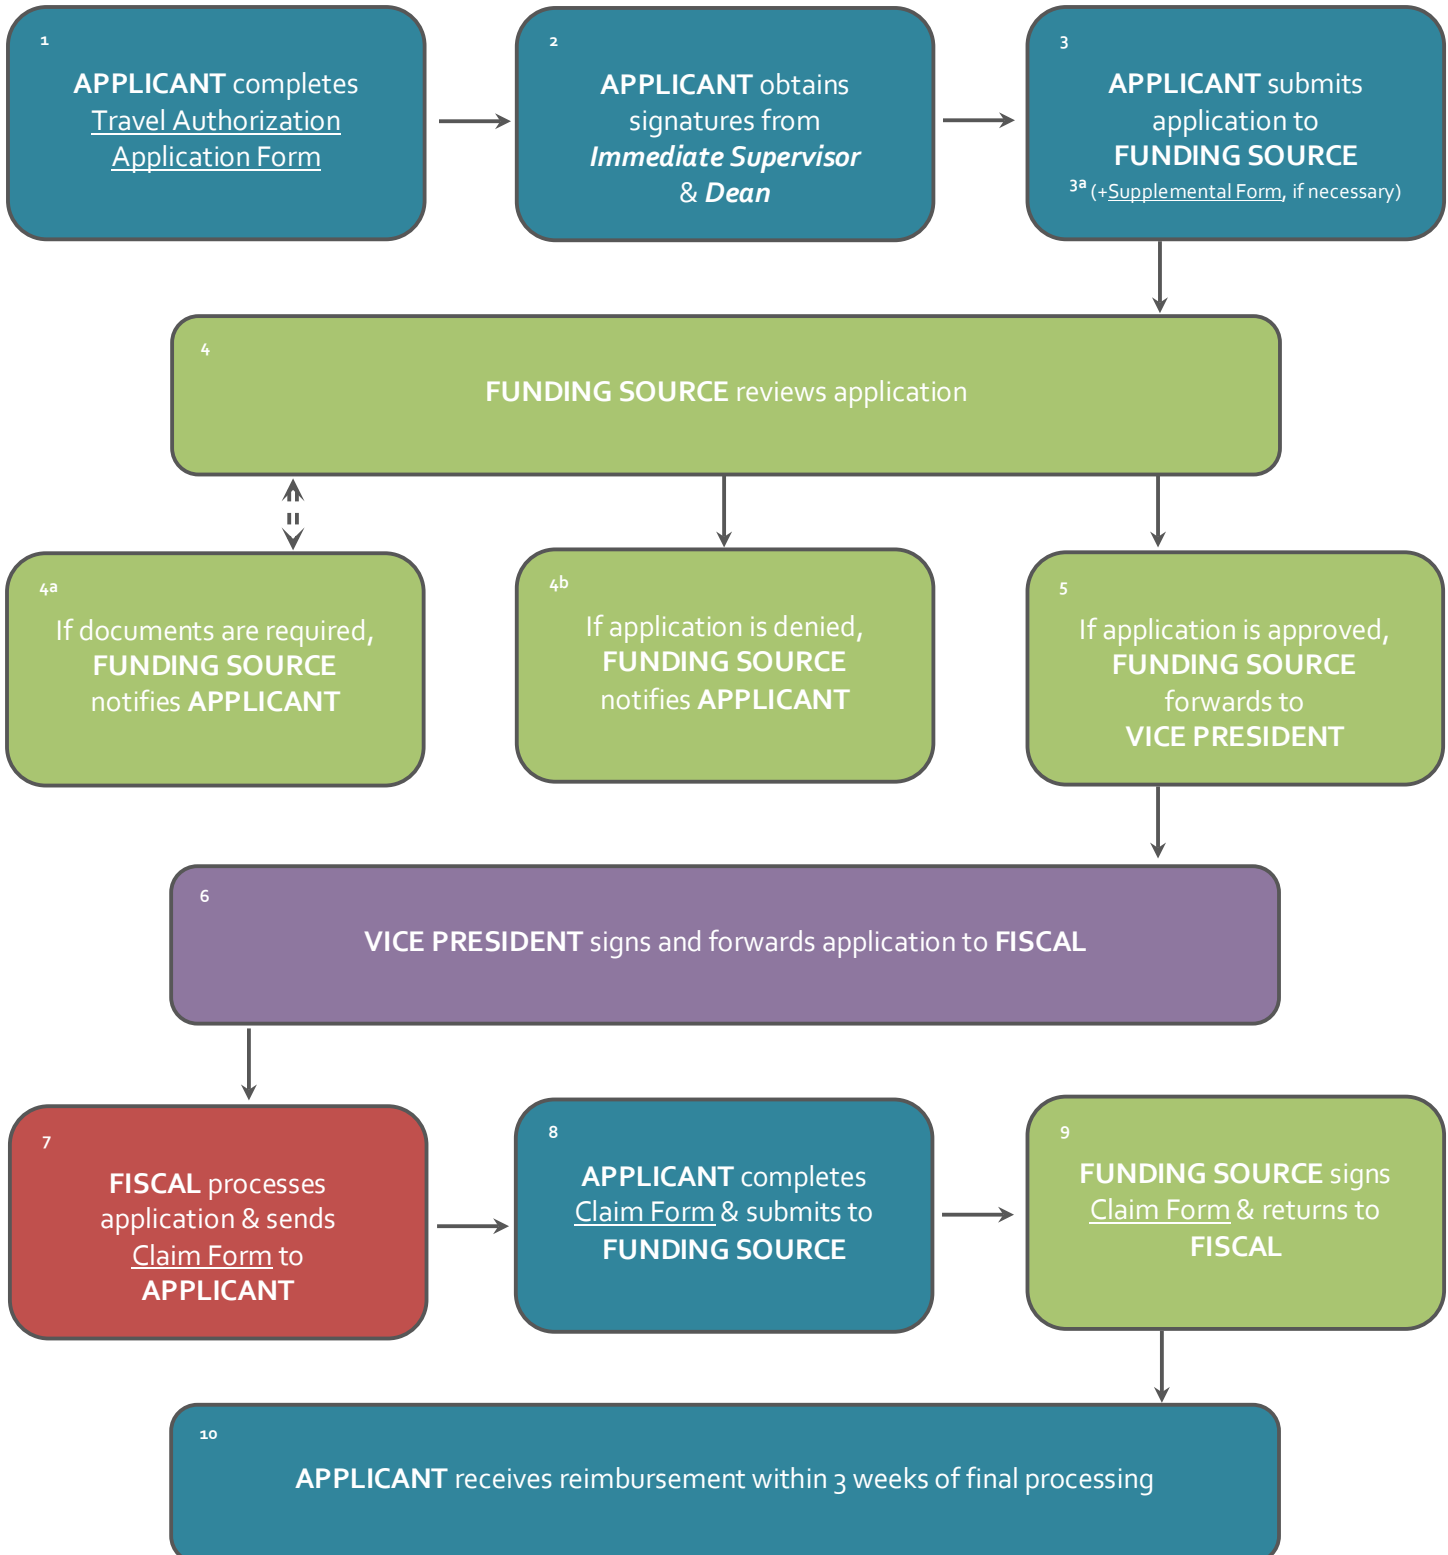 1
APPLICANT completes
Travel Authorization
Application Form
2
APPLICANT obtains
signatures from
Immediate Supervisor
& Dean
3
APPLICANT submits
application to
FUNDING SOURCE
3a (+Supplemental Form, if necessary)
4
FUNDING SOURCE reviews application
4a
If documents are required,
FUNDING SOURCE
notifies APPLICANT
4b
If application is denied,
FUNDING SOURCE
notifies APPLICANT
5
If application is approved,
FUNDING SOURCE
forwards to
VICE PRESIDENT
6
VICE PRESIDENT signs and forwards application to FISCAL
7
FISCAL processes
application & sends
Claim Form to
APPLICANT
8
APPLICANT completes
Claim Form & submits to
FUNDING SOURCE
9
FUNDING SOURCE signs
Claim Form & returns to
FISCAL
10
APPLICANT receives reimbursement within 3 weeks of final processing